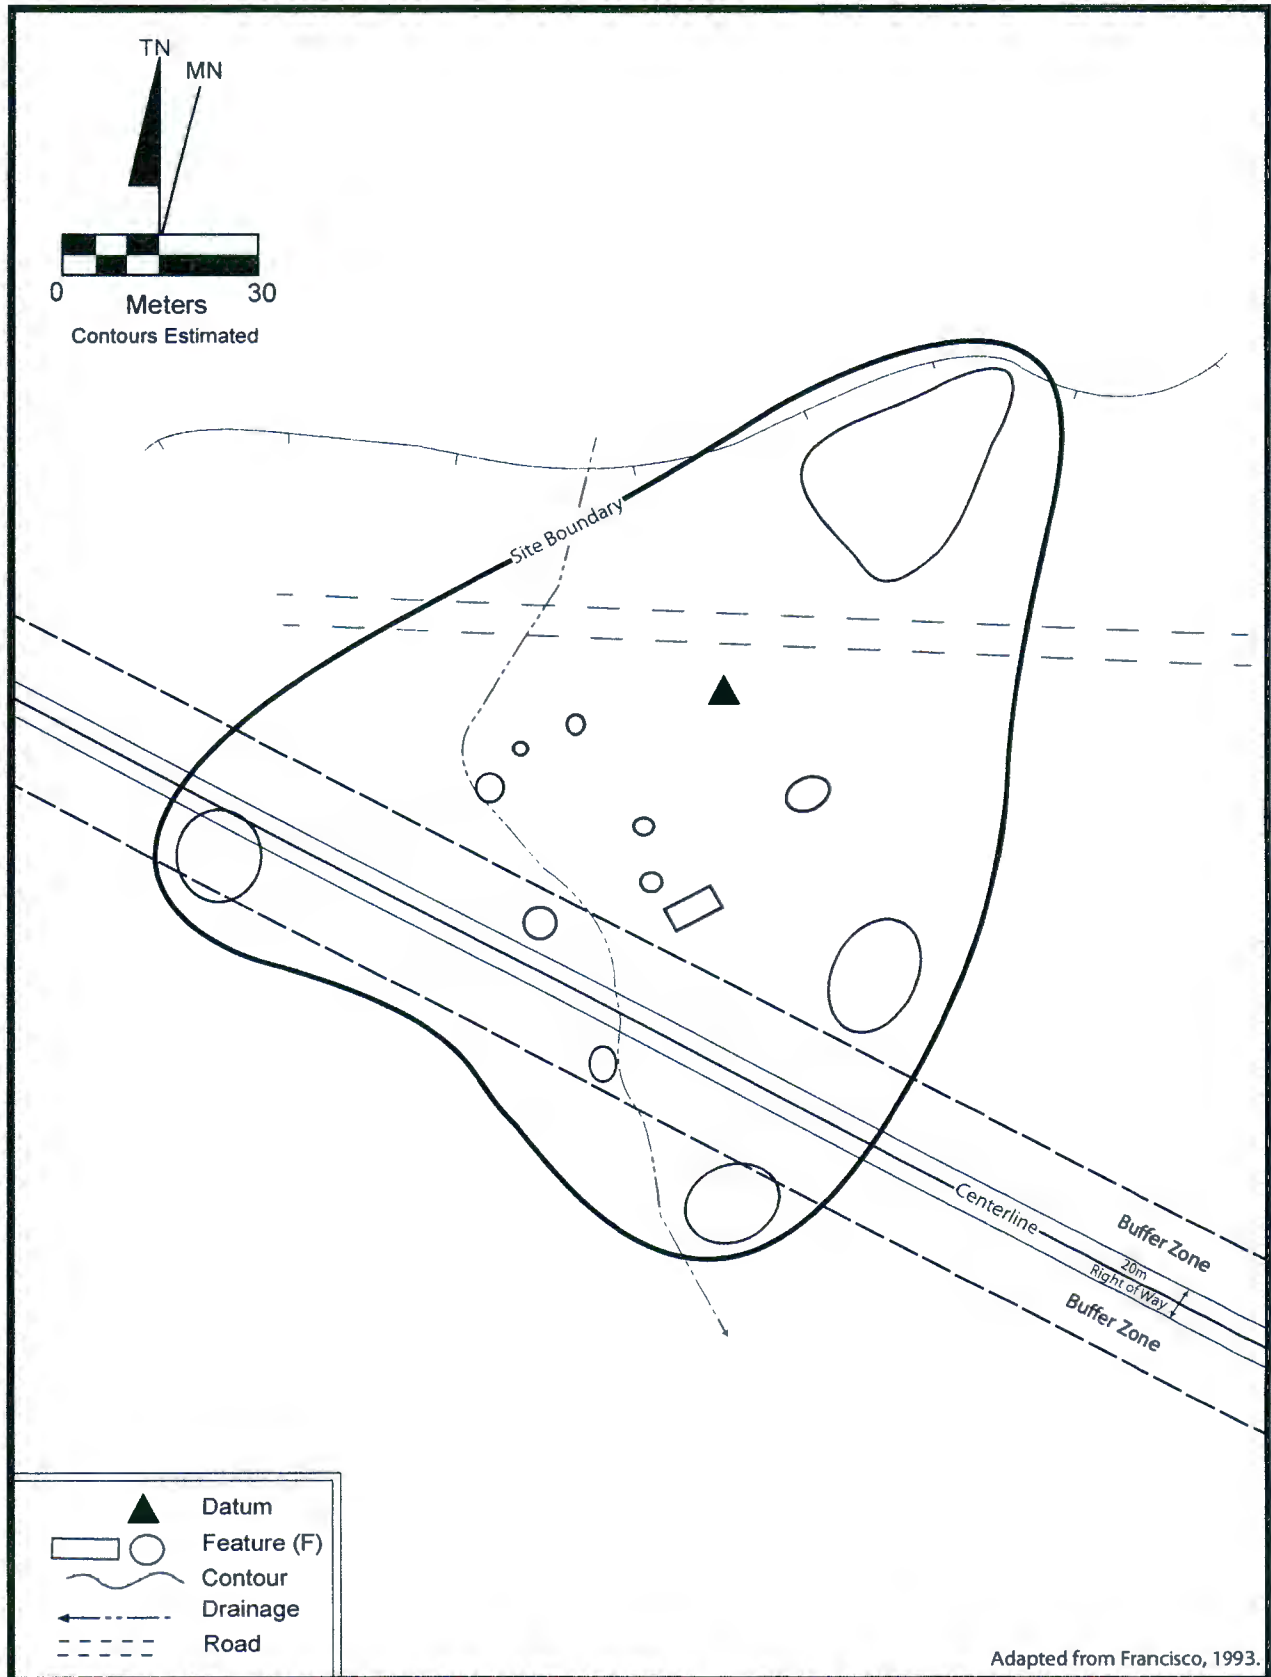 TN
MN
0
30
Meters
Contours Estimated
Site Boundary
Centerline
Buffer Zone
20m
Right of Way
Buffer Zone
Datum
Feature (F)
Contour
Drainage
Road
Adapted from Francisco, 1993.